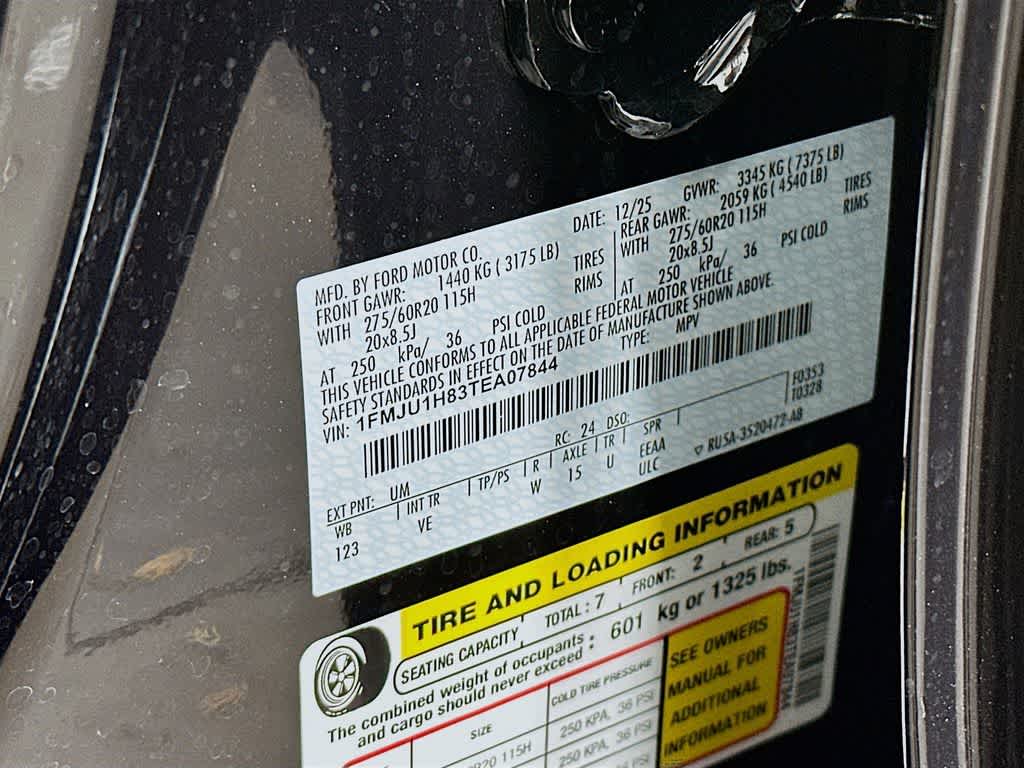 MFD. BY FORD MOTOR CO.
DATE: 12/25
GVWR: 3345 KG ( 7375 LB)
FRONT GAWR: 1440 KG ( 3175 LB)
REAR GAWR: 2059 KG ( 4540 LB)
WITH 275/60R20 115H TIRES
WITH 275/60R20 115H TIRES
20x8.5J RIMS
20x8.5J RIMS
AT 250 kPa/ 36 PSI COLD
AT 250 kPa/ 36 PSI COLD
THIS VEHICLE CONFORMS TO ALL APPLICABLE FEDERAL MOTOR VEHICLE
SAFETY STANDARDS IN EFFECT ON THE DATE OF MANUFACTURE SHOWN ABOVE.
VIN: 1FMJU1H83TEA07844
TYPE: MPV
F0353
T0328
EXT PNT: UM RC: 24 DSO:
WB INT TR TP/PS R AXLE TR SPR
123 VE W 15 U EEAA
ULC
▽ RU5A-3520472-AB
TIRE AND LOADING INFORMATION
SEATING CAPACITY TOTAL : 7 FRONT: 2 REAR: 5
The combined weight of occupants
and cargo should never exceed : 601 kg or 1325 lbs.
SIZE COLD TIRE PRESSURE
R20 115H 250 KPA, 36 PSI
250 KPA, 36 PSI
SEE OWNERS
MANUAL FOR
ADDITIONAL
INFORMATION